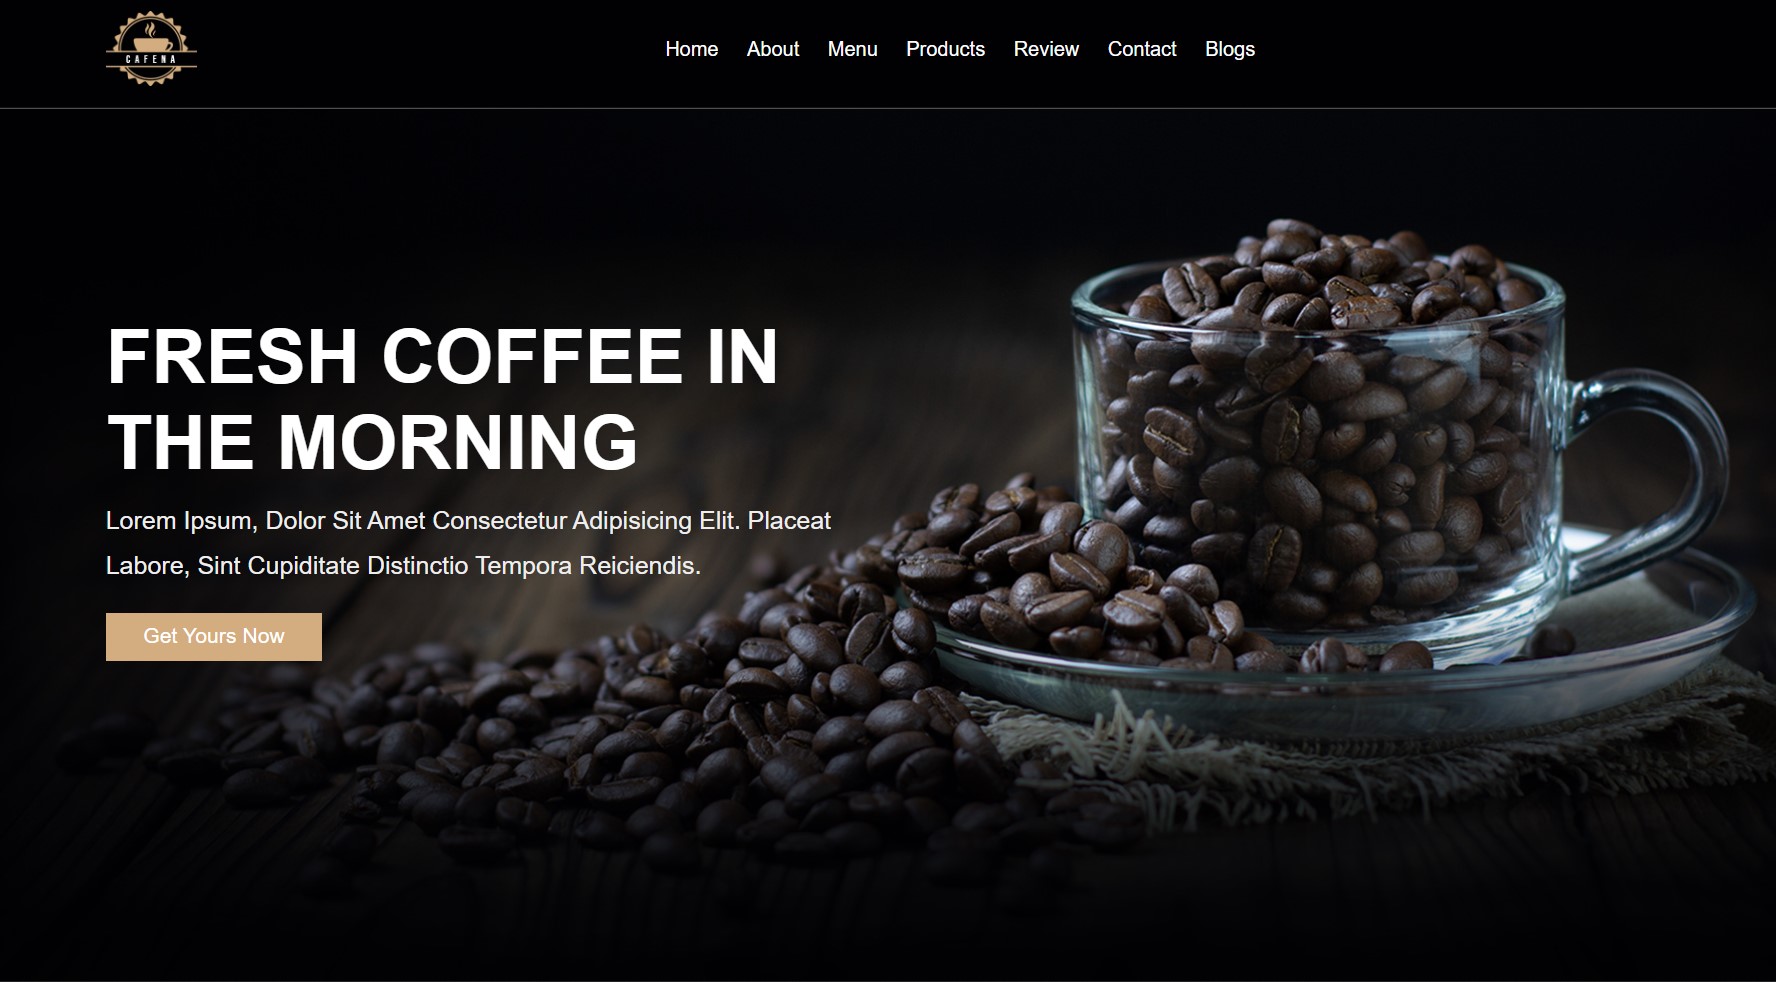 CAFENA
Home About Menu Products Review Contact Blogs
FRESH COFFEE IN
THE MORNING
Lorem Ipsum, Dolor Sit Amet Consectetur Adipisicing Elit. Placeat
Labore, Sint Cupiditate Distinctio Tempora Reiciendis.
Get Yours Now